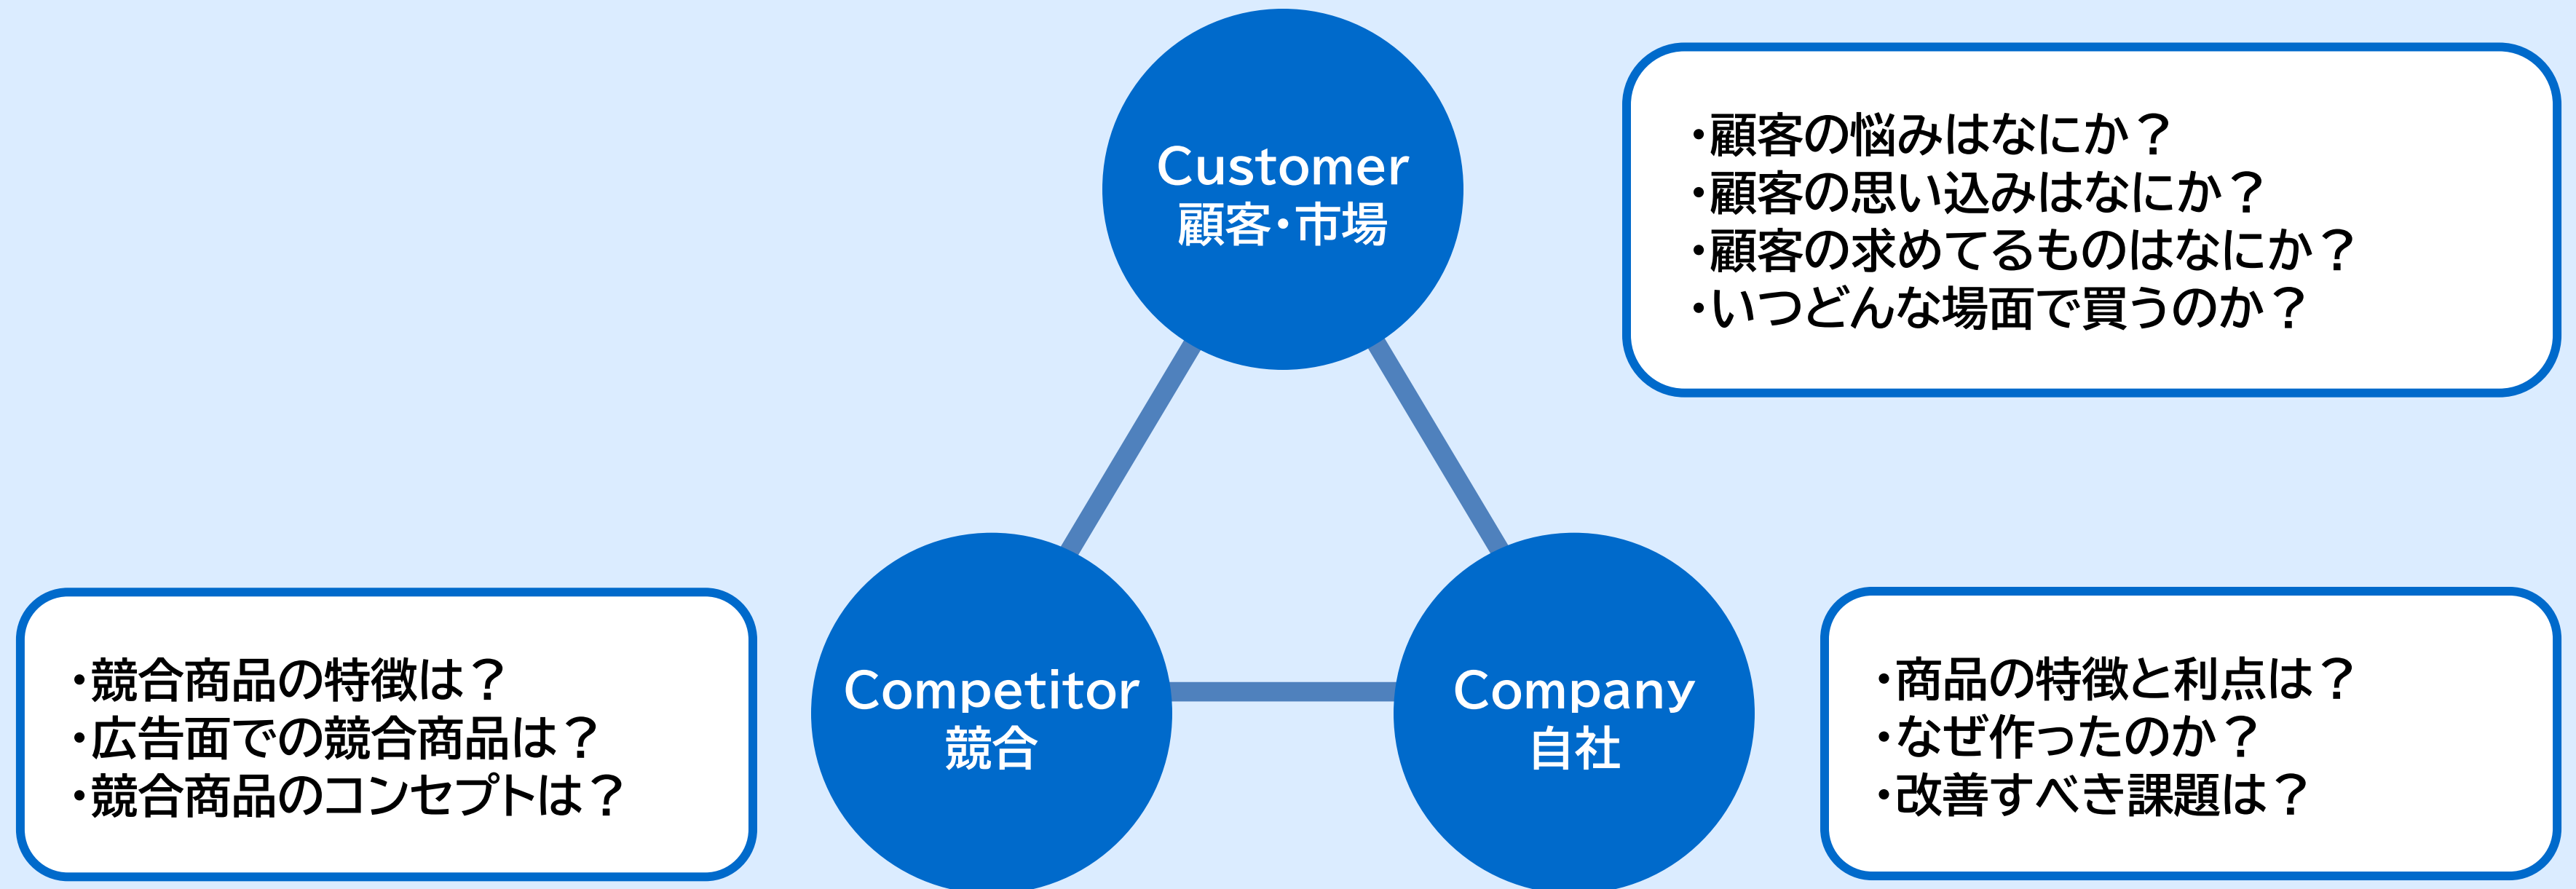 Customer
顧客・市場
・顧客の悩みはなにか？
・顧客の思い込みはなにか？
・顧客の求めてるものはなにか？
・いつどんな場面で買うのか？
・競合商品の特徴は？
・広告面での競合商品は？
・競合商品のコンセプトは？
Competitor
競合
Company
自社
・商品の特徴と利点は？
・なぜ作ったのか？
・改善すべき課題は？